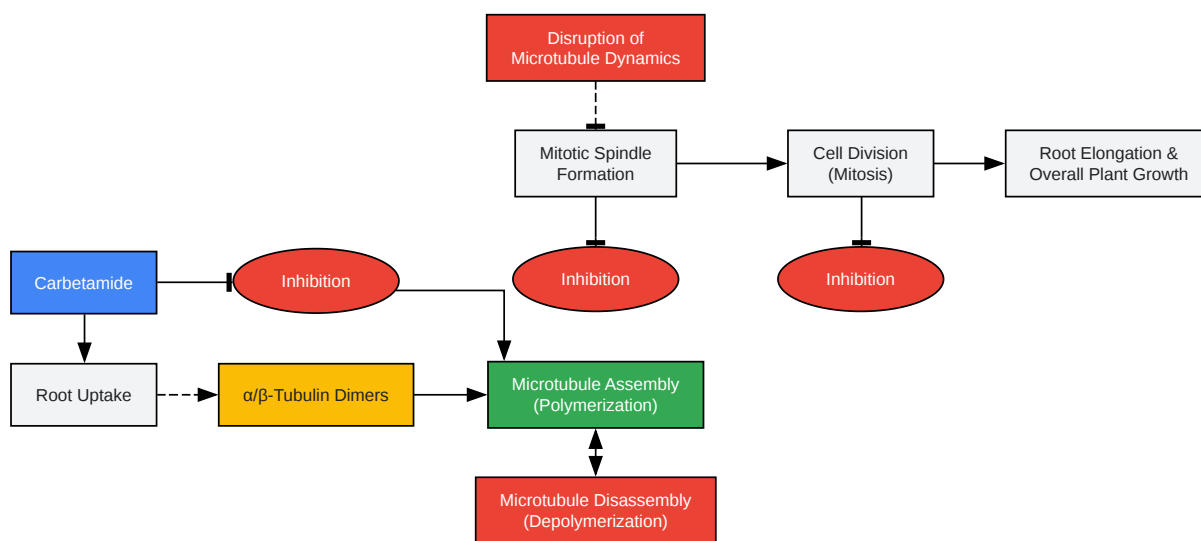 Disruption of
Microtubule Dynamics
Mitotic Spindle
Formation
Cell Division
(Mitosis)
Root Elongation &
Overall Plant Growth
Carbetamide
Inhibition
Inhibition
Inhibition
Root Uptake
α/β-Tubulin Dimers
Microtubule Assembly
(Polymerization)
Microtubule Disassembly
(Depolymerization)